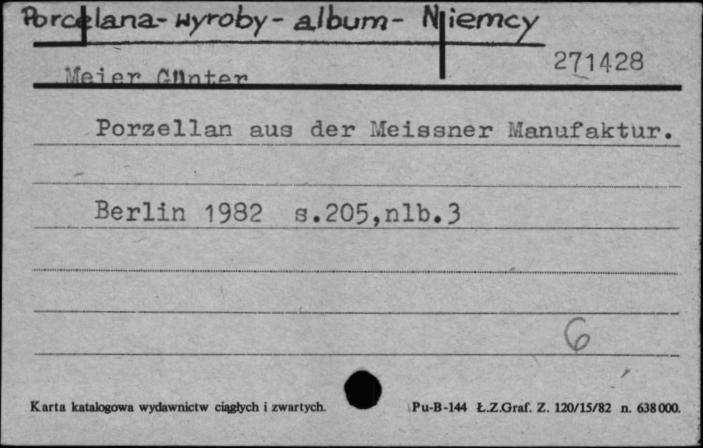 Porcelana-wyroby-album-Niemcy
271428
Meier Günter
Porzellan aus der Meissner Manufaktur.
Berlin 1982 s.205,nlb.3
6
Karta katalogowa wydawnictw ciągłych i zwartych.
Pu-B-144 Ł.Z.Graf. Z. 120/15/82 n. 638000.